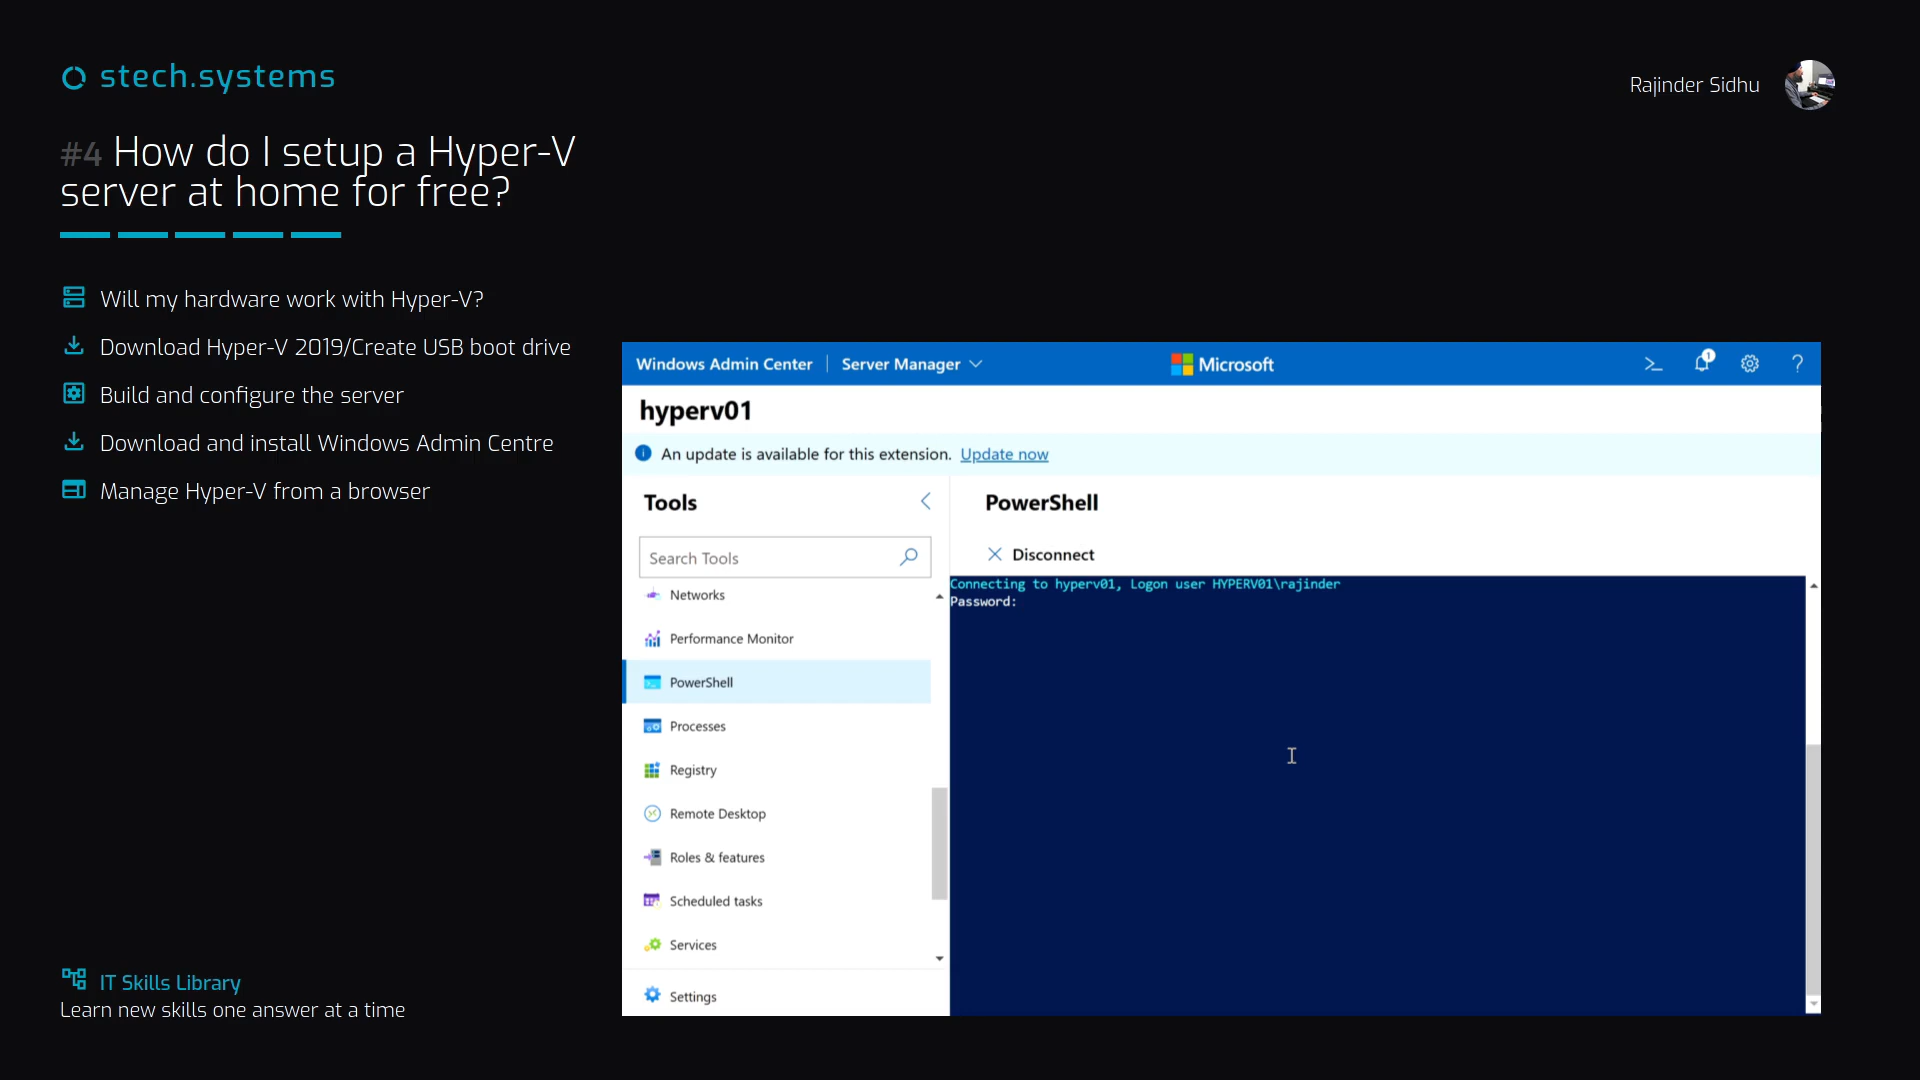 stech.systems
Rajinder Sidhu
#4 How do I setup a Hyper-V
server at home for free?
Will my hardware work with Hyper-V?
Download Hyper-V 2019/Create USB boot drive
Build and configure the server
Download and install Windows Admin Centre
Manage Hyper-V from a browser
Windows Admin Center
Server Manager
Microsoft
1
?
hyperv01
An update is available for this extension. Update now
Tools
Search Tools
Networks
Performance Monitor
PowerShell
Processes
Registry
Remote Desktop
Roles & features
Scheduled tasks
Services
Settings
PowerShell
Disconnect
Connecting to hyperv01, Logon user HYPERV01\rajinder
Password:
IT Skills Library
Learn new skills one answer at a time